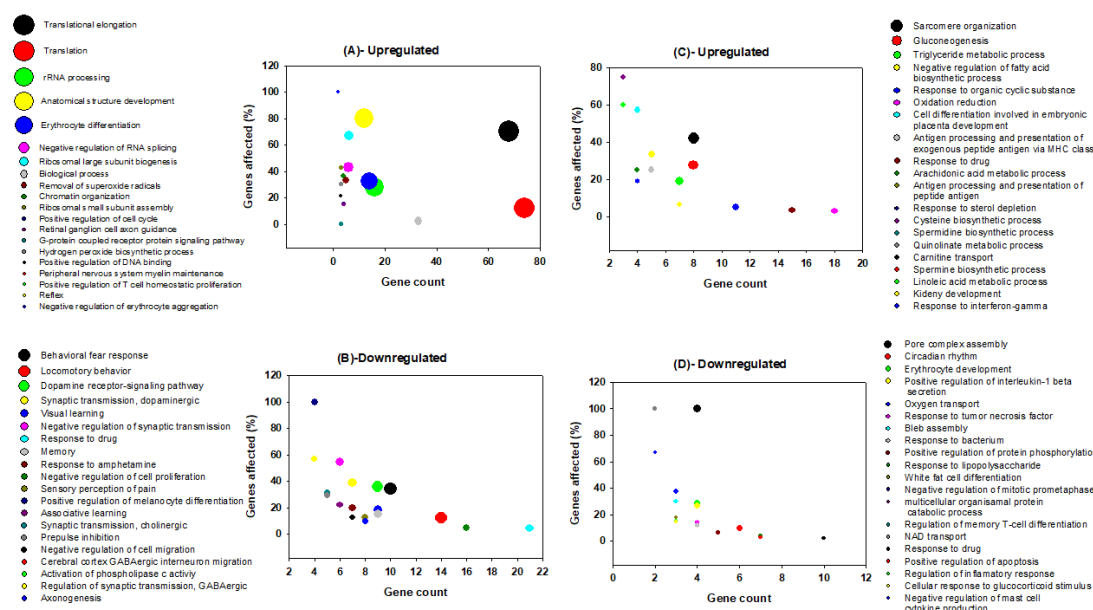 Translational elongation
Translation
rRNA processing
Anatomical structure development
Erythrocyte differentiation
Negative regulation of RNA splicing
Ribosomal large subunit biogenesis
Biological process
Removal of superoxide radicals
Chromatin organization
Ribosomal small subunit assembly
Positive regulation of cell cycle
Retinal ganglion cell axon guidance
G-protein coupled receptor protein signaling pathway
Hydrogen peroxide biosynthetic process
Positive regulation of DNA binding
Peripheral nervous system myelin maintenance
Positive regulation of T cell homeostatic proliferation
Reflex
Negative regulation of erythrocyte aggregation
(A)- Upregulated
Genes affected (%)
120
100
80
60
40
20
0
0 20 40 60 80
Gene count
(C)- Upregulated
Genes affected (%)
80
60
40
20
0
2 4 6 8 10 12 14 16 18 20
Gene count
Sarcomere organization
Gluconeogenesis
Triglyceride metabolic process
Negative regulation of fatty acid
biosynthetic process
Response to organic cyclic substance
Oxidation reduction
Cell differentiation involved in embryonic
placenta development
Antigen processing and presentation of
exogenous peptide antigen via MHC class
Response to drug
Arachidonic acid metabolic process
Antigen processing and presentation of
peptide antigen
Response to sterol depletion
Cysteine biosynthetic process
Spermidine biosynthetic process
Quinolinate metabolic process
Carnitine transport
Spermine biosynthetic process
Linoleic acid metabolic process
Kideny development
Response to interferon-gamma
Behavioral fear response
Locomotory behavior
Dopamine receptor-signaling pathway
Synaptic transmission, dopaminergic
Visual learning
Negative regulation of synaptic transmission
Response to drug
Memory
Response to amphetamine
Negative regulation of cell proliferation
Sensory perception of pain
Positive regulation of melanocyte differentiation
Associative learning
Synaptic transmission, cholinergic
Prepulse inhibition
Negative regulation of cell migration
Cerebral cortex GABAergic interneuron migration
Activation of phospholipase c activiy
Regulation of synaptic transmission, GABAergic
Axonogenesis
(B)-Downregulated
Genes affected (%)
120
100
80
60
40
20
0
2 4 6 8 10 12 14 16 18 20 22
Gene count
(D)- Downregulated
Genes affected (%)
120
100
80
60
40
20
0
0 2 4 6 8 10 12
Gene count
Pore complex assembly
Circadian rhythm
Erythrocyte development
Positive regulation of interleukin-1 beta
secretion
Oxygen transport
Response to tumor necrosis factor
Bleb assembly
Response to bacterium
Positive regulation of protein phosphorylatio
Response to lipopolysaccharide
White fat cell differentiation
Negative regulation of mitotic prometaphase
multicellular organisamal protein
catabolic process
Regulation of memory T-cell differentiation
NAD transport
Response to drug
Positive regulation of apoptosis
Regulation of inflamatory response
Cellular response to glucocorticoid stimulus
Negative regulation of mast cell
cytokine production